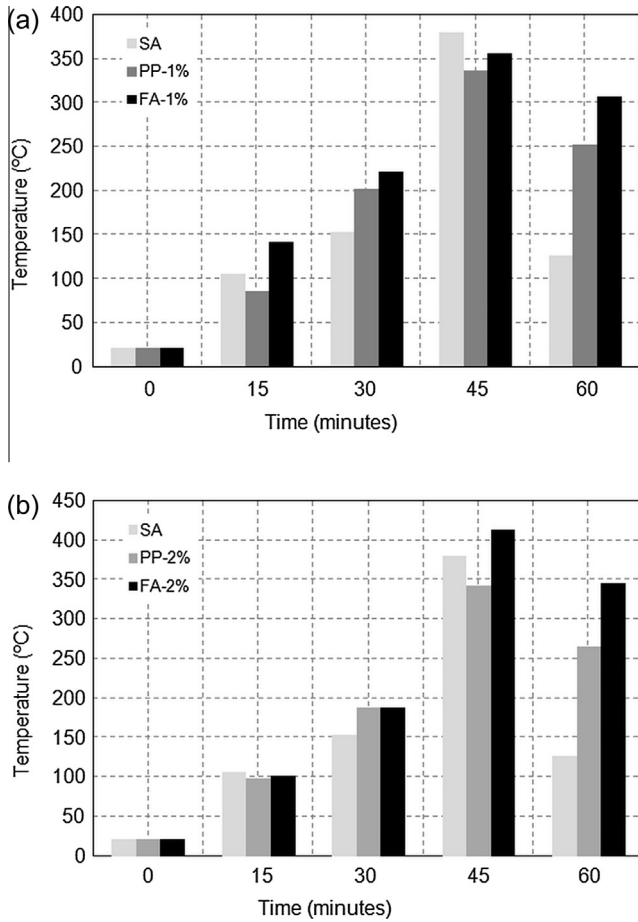 (a)
400
350
300
250
200
150
100
50
0
Temperature (ºC)
SA
PP-1%
FA-1%
0 15 30 45 60
Time (minutes)
(b)
450
400
350
300
250
200
150
100
50
0
Temperature (ºC)
SA
PP-2%
FA-2%
0 15 30 45 60
Time (minutes)